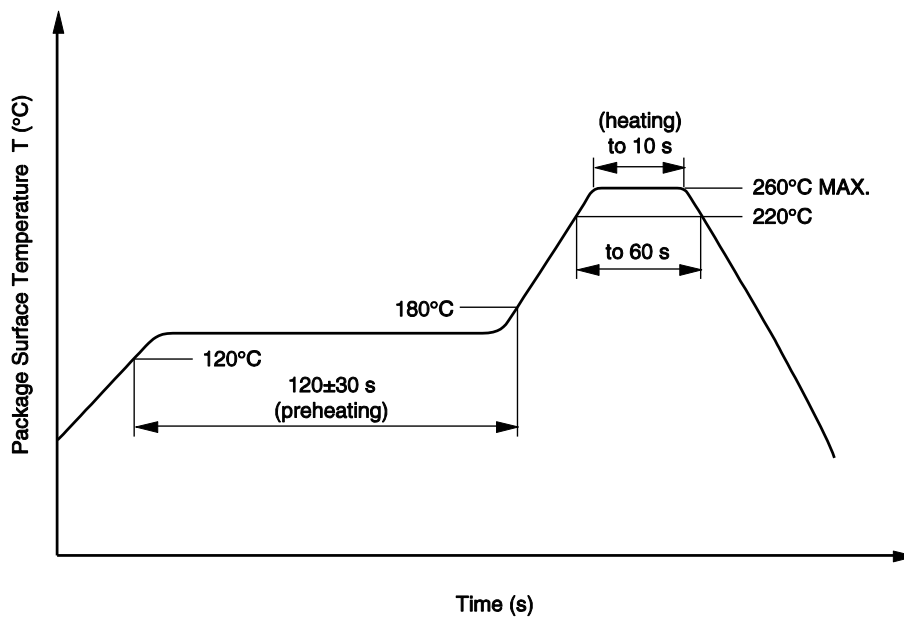 Package Surface Temperature T (°C)
(heating)
to 10 s
260°C MAX.
220°C
to 60 s
180°C
120°C
120±30 s
(preheating)
Time (s)